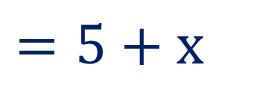 = 5 + x